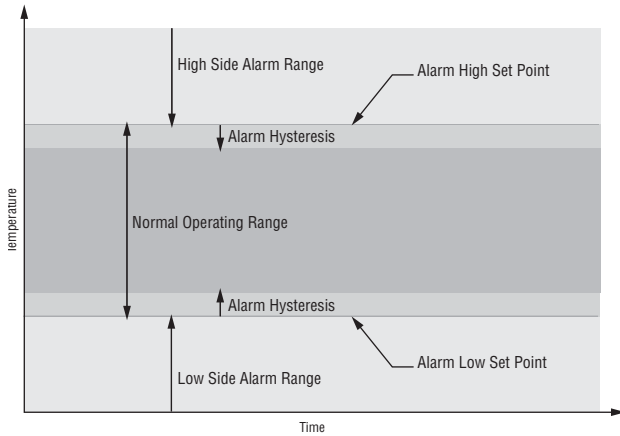 High Side Alarm Range
Alarm High Set Point
Alarm Hysteresis
Temperature
Normal Operating Range
Alarm Hysteresis
Alarm Low Set Point
Low Side Alarm Range
Time